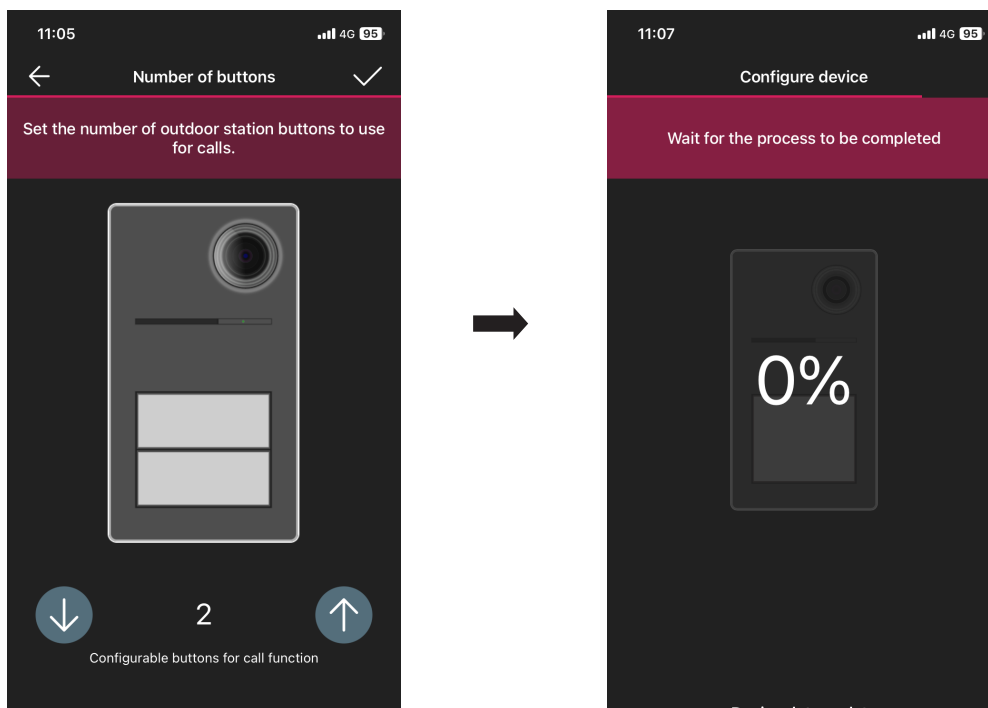 11:05
4G 95
Number of buttons
Set the number of outdoor station buttons to use
for calls.
2
Configurable buttons for call function
11:07
4G 95
Configure device
Wait for the process to be completed
0%